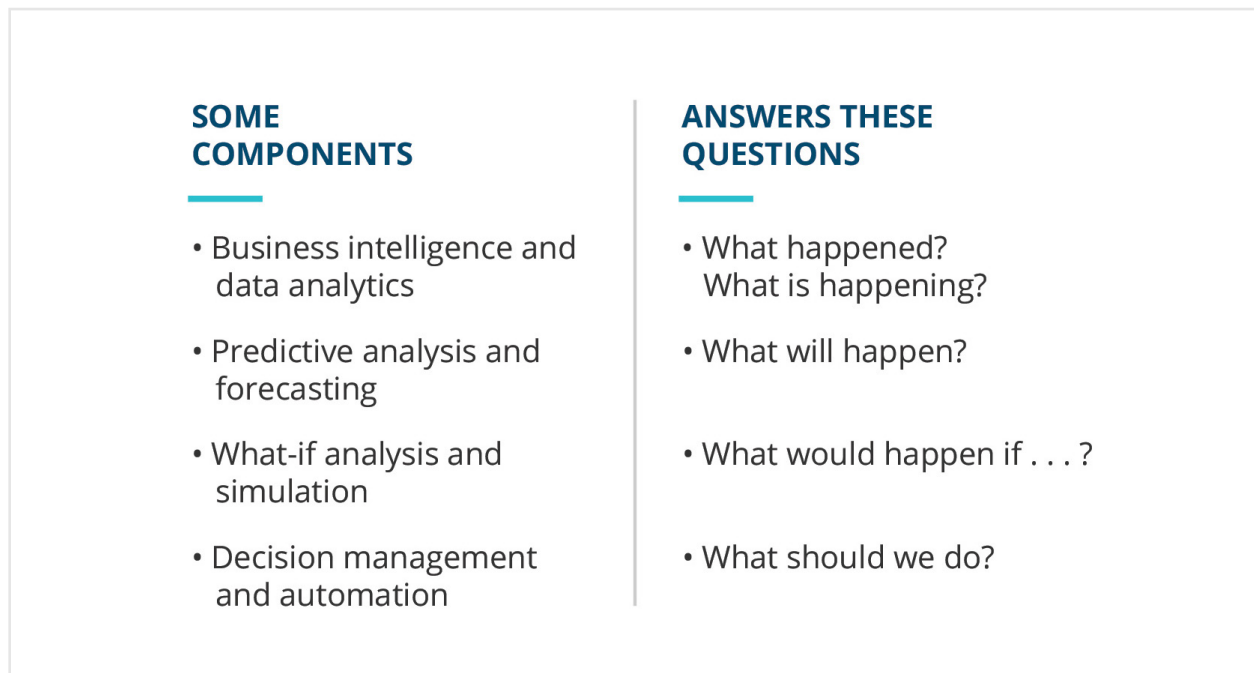 SOME
COMPONENTS
• Business intelligence and
data analytics
• Predictive analysis and
forecasting
• What-if analysis and
simulation
• Decision management
and automation
ANSWERS THESE
QUESTIONS
• What happened?
What is happening?
• What will happen?
• What would happen if . . . ?
• What should we do?